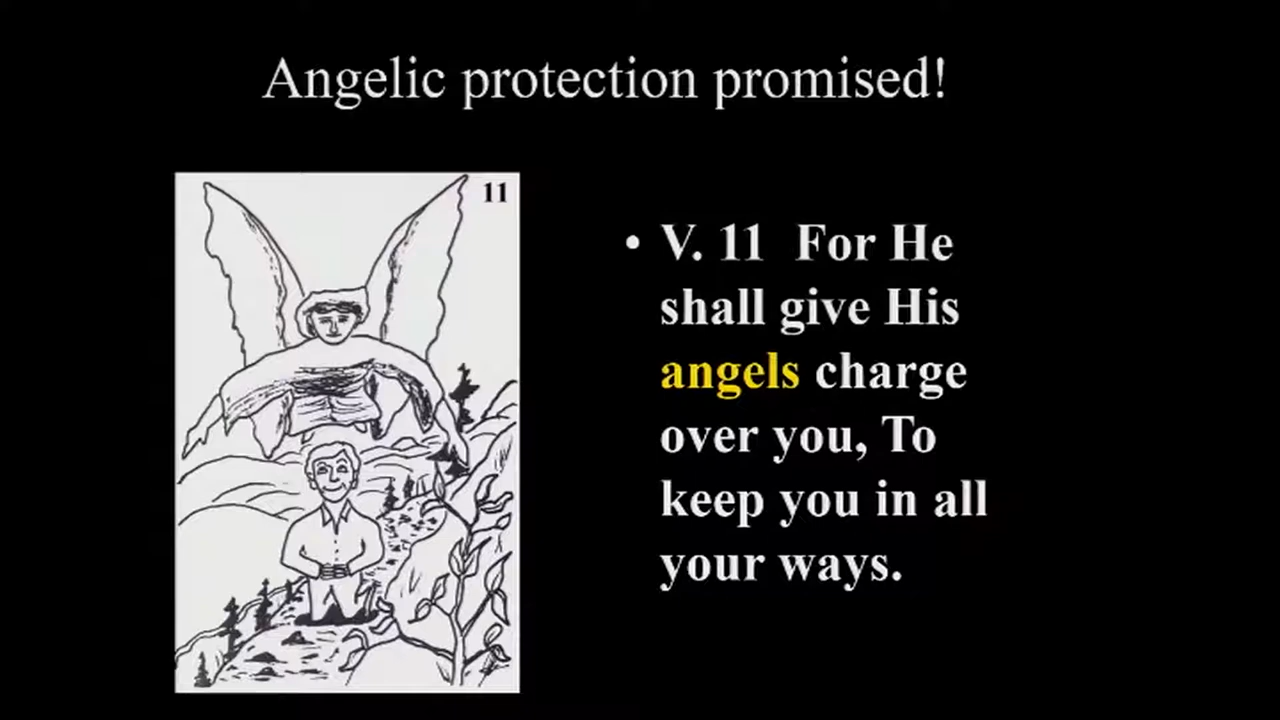 Angelic protection promised!
11
• V. 11 For He
shall give His
angels charge
over you, To
keep you in all
your ways.